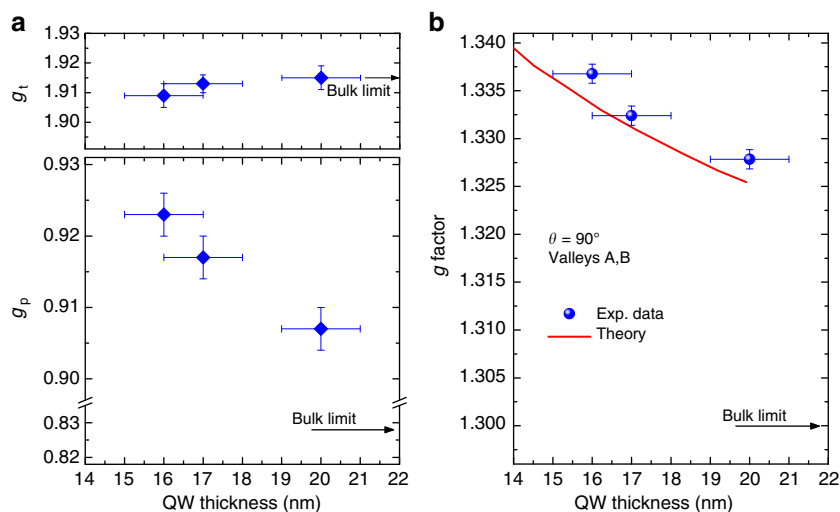 a
1.93
1.92
1.91
1.90
g_t
Bulk limit
0.93
0.92
0.91
0.90
0.83
0.82
g_p
Bulk limit
14 15 16 17 18 19 20 21 22
QW thickness (nm)
b
1.340
1.335
1.330
1.325
1.320
1.315
1.310
1.305
1.300
g factor
θ = 90°
Valleys A,B
Exp. data
Theory
Bulk limit
14 15 16 17 18 19 20 21 22
QW thickness (nm)